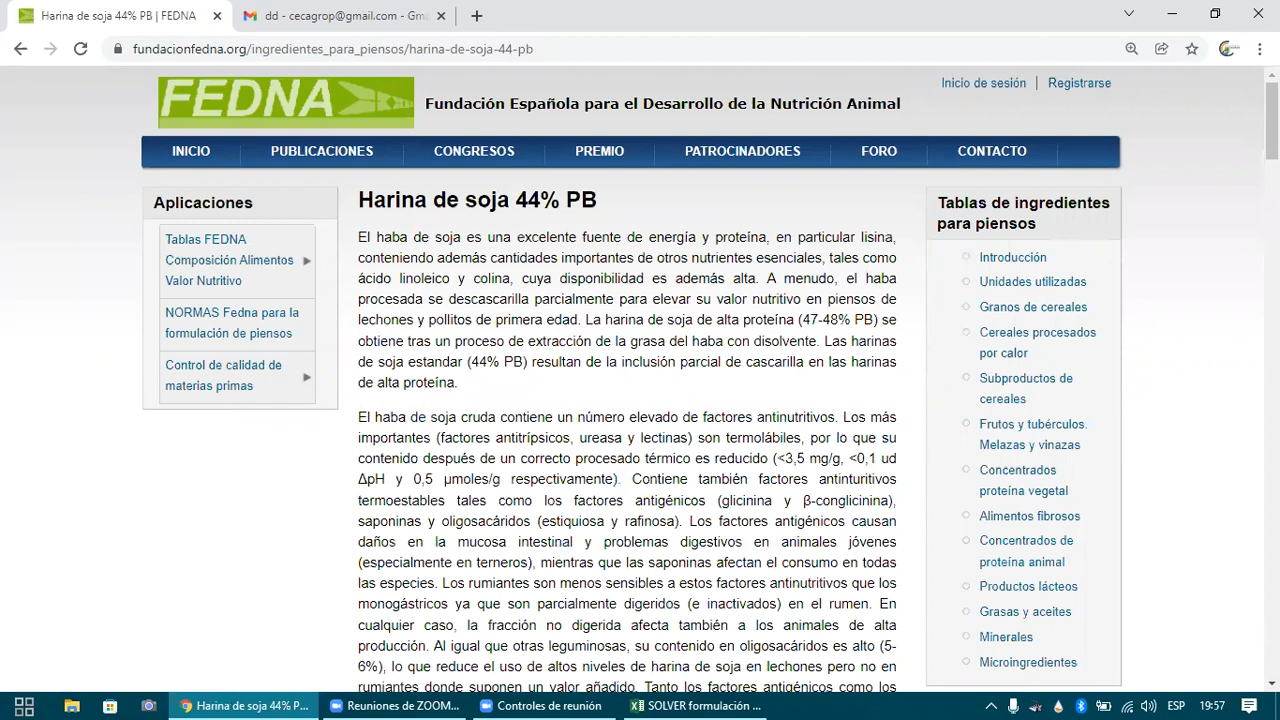 Harina de soja 44% PB | FEDNA
dd - cecagrop@gmail.com - Gm
fundacionfedna.org/ingredientes_para_piensos/harina-de-soja-44-pb
FEDNA
Fundación Española para el Desarrollo de la Nutrición Animal
Inicio de sesión | Registrarse
INICIO PUBLICACIONES CONGRESOS PREMIO PATROCINADORES FORO CONTACTO
Aplicaciones
Tablas FEDNA
Composición Alimentos
Valor Nutritivo
NORMAS Fedna para la
formulación de piensos
Control de calidad de
materias primas
Harina de soja 44% PB
El haba de soja es una excelente fuente de energía y proteína, en particular lisina,
conteniendo además cantidades importantes de otros nutrientes esenciales, tales como
ácido linoleico y colina, cuya disponibilidad es además alta. A menudo, el haba
procesada se descascarilla parcialmente para elevar su valor nutritivo en piensos de
lechones y pollitos de primera edad. La harina de soja de alta proteína (47-48% PB) se
obtiene tras un proceso de extracción de la grasa del haba con disolvente. Las harinas
de soja estandar (44% PB) resultan de la inclusión parcial de cascarilla en las harinas
de alta proteína.
El haba de soja cruda contiene un número elevado de factores antinutritivos. Los más
importantes (factores antitrípsicos, ureasa y lectinas) son termolábiles, por lo que su
contenido después de un correcto procesado térmico es reducido (<3,5 mg/g, <0,1 ud
ΔpH y 0,5 μmoles/g respectivamente). Contiene también factores antinturitivos
termoestables tales como los factores antigénicos (glicinina y β-conglicinina),
saponinas y oligosacáridos (estiquiosa y rafinosa). Los factores antigénicos causan
daños en la mucosa intestinal y problemas digestivos en animales jóvenes
(especialmente en terneros), mientras que las saponinas afectan el consumo en todas
las especies. Los rumiantes son menos sensibles a estos factores antinutritivos que los
monogástricos ya que son parcialmente digeridos (e inactivados) en el rumen. En
cualquier caso, la fracción no digerida afecta también a los animales de alta
producción. Al igual que otras leguminosas, su contenido en oligosacáridos es alto (5-
6%), lo que reduce el uso de altos niveles de harina de soja en lechones pero no en
rumiantes donde suponen un valor añadido. Tanto los factores antigénicos como los
Tablas de ingredientes
para piensos
Introducción
Unidades utilizadas
Granos de cereales
Cereales procesados
por calor
Subproductos de
cereales
Frutos y tubérculos.
Melazas y vinazas
Concentrados
proteína vegetal
Alimentos fibrosos
Concentrados de
proteína animal
Productos lácteos
Grasas y aceites
Minerales
Microingredientes
Harina de soja 44% P...
Reuniones de ZOOM...
Controles de reunión
SOLVER formulación ...
ESP
19:57